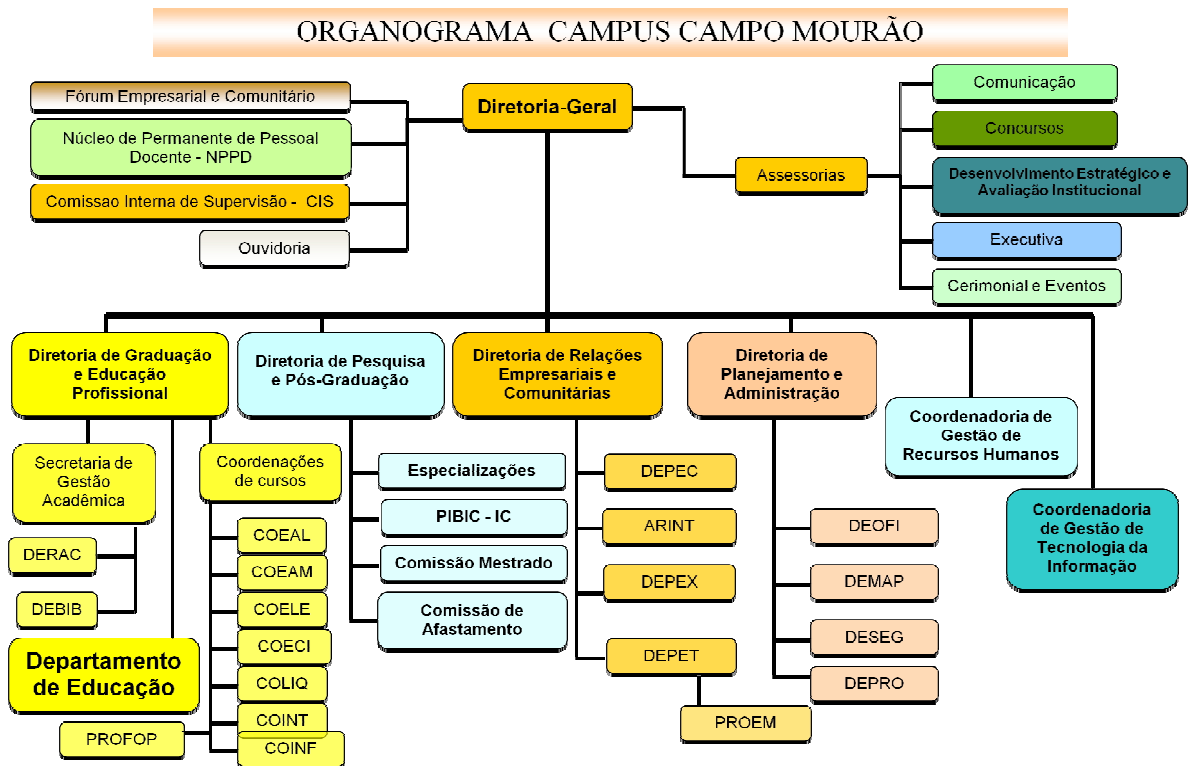 ORGANOGRAMA CAMPUS CAMPO MOURÃO
Fórum Empresarial e Comunitário
Núcleo de Permanente de Pessoal
Docente - NPPD
Comissao Interna de Supervisão - CIS
Ouvidoria
Diretoria-Geral
Assessorias
Comunicação
Concursos
Desenvolvimento Estratégico e
Avaliação Institucional
Executiva
Cerimonial e Eventos
Diretoria de Graduação
e Educação
Profissional
Secretaria de
Gestão
Acadêmica
DERAC
DEBIB
Departamento
de Educação
Coordenações
de cursos
COEAL
COEAM
COELE
COECI
COLIQ
COINT
COINF
PROFOP
Diretoria de Pesquisa
e Pós-Graduação
Especializações
PIBIC - IC
Comissão Mestrado
Comissão de
Afastamento
Diretoria de Relações
Empresariais e
Comunitárias
DEPEC
ARINT
DEPEX
DEPET
PROEM
Diretoria de
Planejamento e
Administração
DEOFI
DEMAP
DESEG
DEPRO
Coordenadoria de
Gestão de
Recursos Humanos
Coordenadoria
de Gestão de
Tecnologia da
Informação